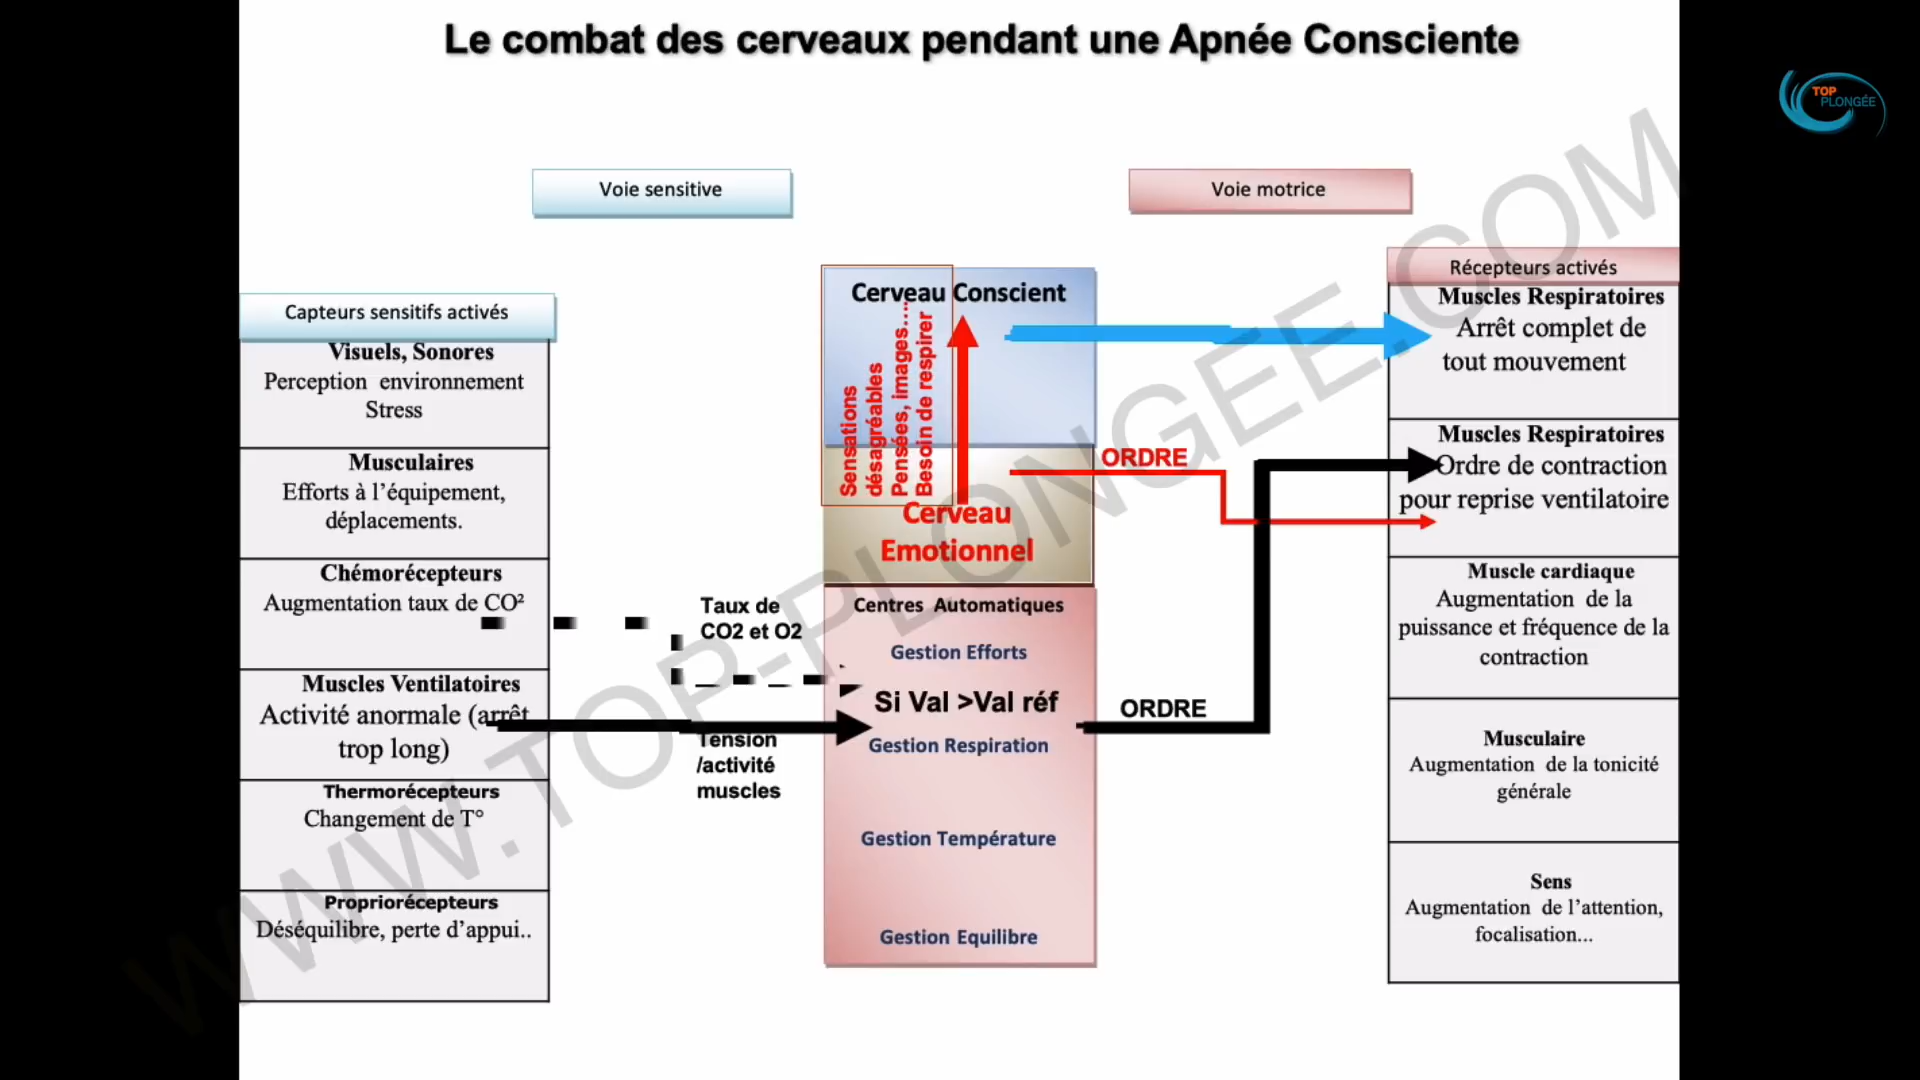 Le combat des cerveaux pendant une Apnée Consciente
TOP
PLONGÉE
Voie sensitive
Voie motrice
Capteurs sensitifs activés
Visuels, Sonores
Perception environnement
Stress
Musculaires
Efforts à l’équipement,
déplacements.
Chémorécepteurs
Augmentation taux de CO²
Muscles Ventilatoires
Activité anormale (arrêt
trop long)
Thermorécepteurs
Changement de T°
Propriorécepteurs
Déséquilibre, perte d’appui..
Taux de
CO2 et O2
Tension
/activité
muscles
Cerveau Conscient
Sensations
désagréables
Pensées, images….
Besoin de respirer
Cerveau
Emotionnel
Centres Automatiques
Gestion Efforts
Si Val >Val réf
Gestion Respiration
Gestion Température
Gestion Equilibre
ORDRE
ORDRE
Récepteurs activés
Muscles Respiratoires
Arrêt complet de
tout mouvement
Muscles Respiratoires
Ordre de contraction
pour reprise ventilatoire
Muscle cardiaque
Augmentation de la
puissance et fréquence de la
contraction
Musculaire
Augmentation de la tonicité
générale
Sens
Augmentation de l’attention,
focalisation...
WWW.TOP-PLONGEE.COM